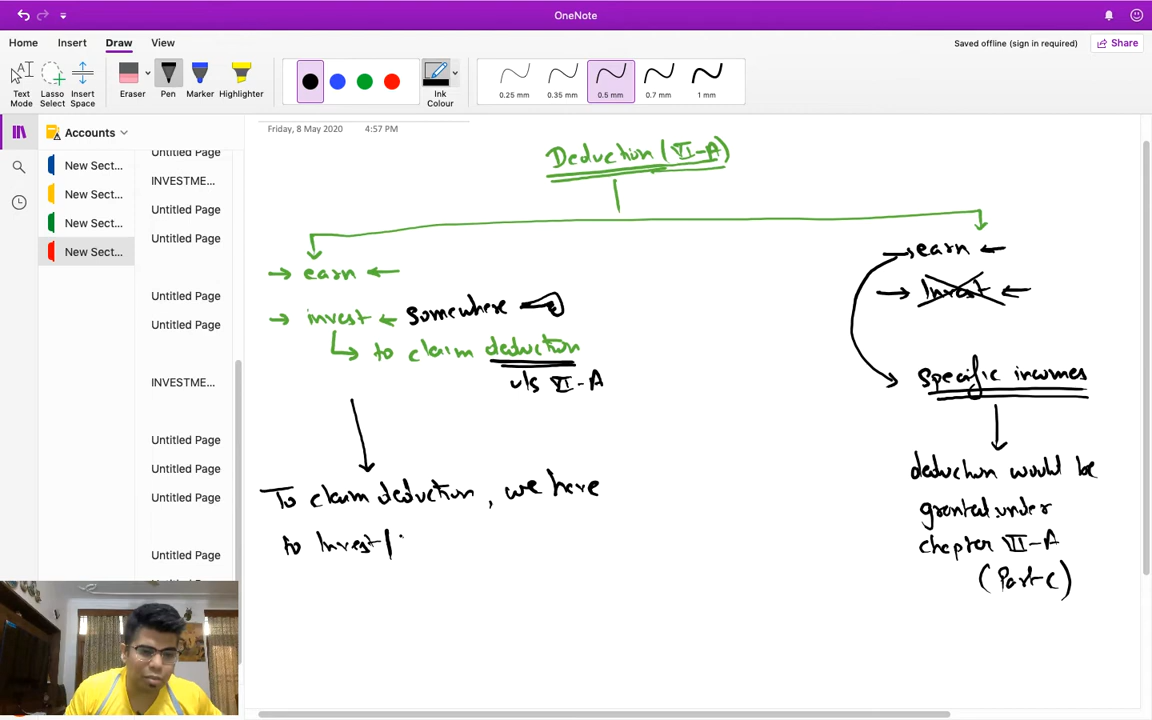 OneNote
Home
Insert
Draw
View
Saved offline (sign in required)
Share
Text Mode
Lasso Select
Insert Space
Eraser
Pen
Marker
Highlighter
Ink Colour
0.25 mm
0.35 mm
0.5 mm
0.7 mm
1 mm
Accounts
New Sect...
New Sect...
New Sect...
New Sect...
Untitled Page
INVESTME...
Untitled Page
Untitled Page
Untitled Page
Untitled Page
INVESTME...
Untitled Page
Untitled Page
Untitled Page
Untitled Page
Friday, 8 May 2020 4:57 PM
Deduction (VI-A)
→ earn ←
→ invest ← Somewhere
↳ to claim deduction
u/s VI-A
To claim deduction, we have
to Invest/
→ earn ←
→ Invest ←
Specific incomes
deduction would be
granted under
chapter VI-A
(Part-C)